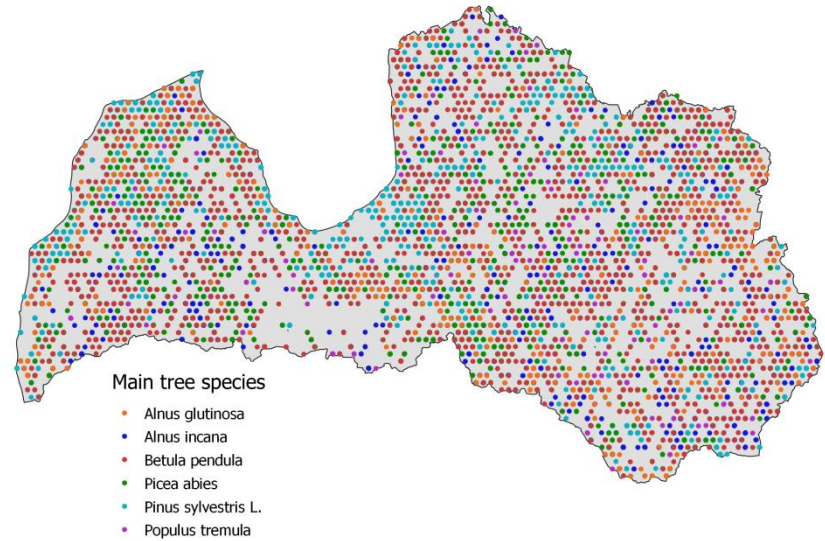 Main tree species
Alnus glutinosa
Alnus incana
Betula pendula
Picea abies
Pinus sylvestris L.
Populus tremula